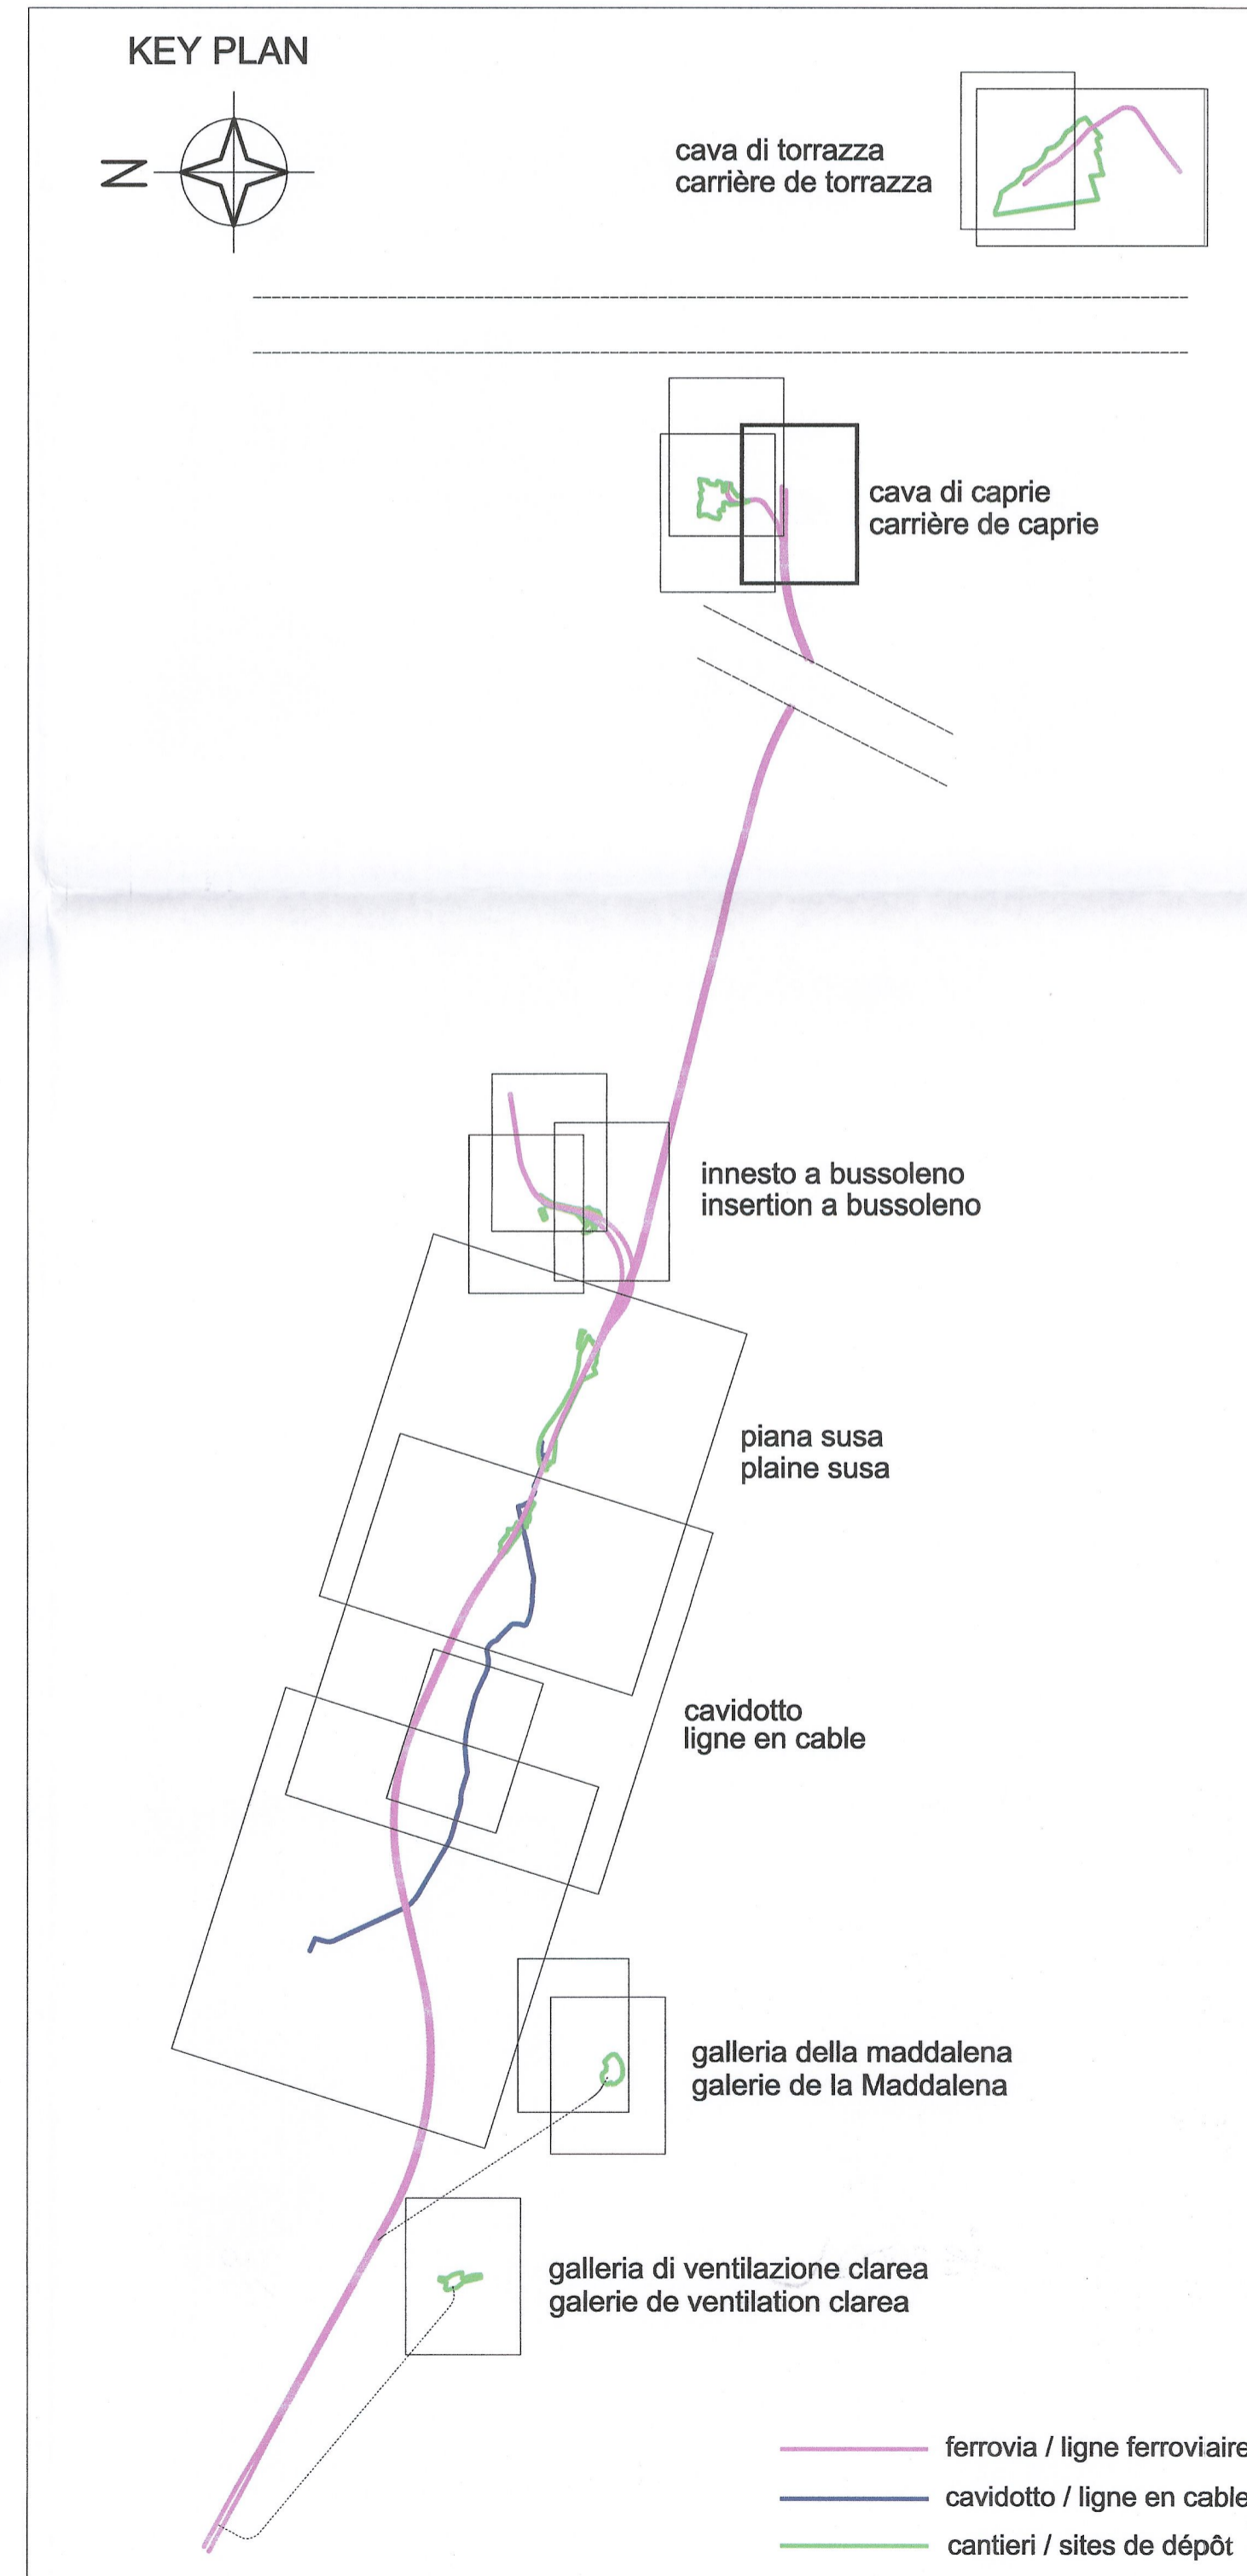 KEY PLAN
N
cava di torrazza
carrière de torrazza
cava di caprie
carrière de caprie
innesto a bussoleno
insertion a bussoleno
piana susa
plaine susa
cavidotto
ligne en cable
galleria della maddalena
galerie de la Maddalena
galleria di ventilazione clarea
galerie de ventilation clarea
ferrovia / ligne ferroviaire
cavidotto / ligne en cable
cantieri / sites de dépôt